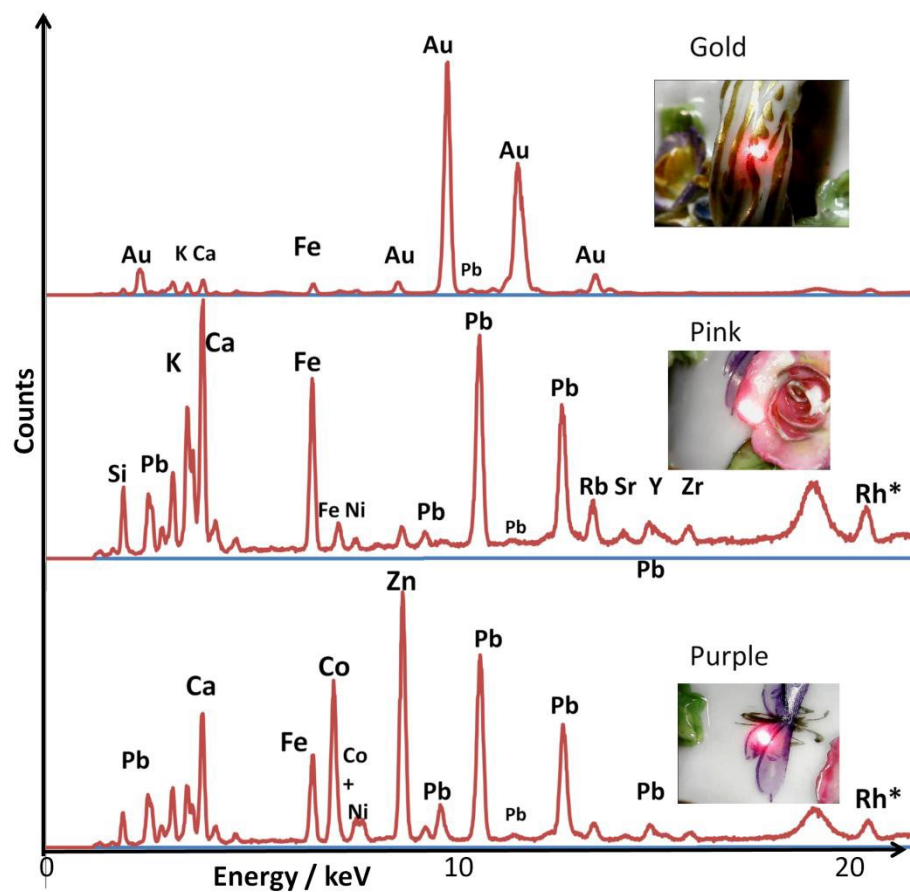 Counts
Gold
Au
Au
Au
K Ca
Fe
Au
Pb
Au
Pink
Pb
Ca
K
Fe
Pb
Si
Pb
Fe Ni
Pb
Pb
Rb Sr Y Zr
Rh*
Pb
Purple
Zn
Pb
Co
Ca
Pb
Fe
Pb
Co
+
Ni
Pb
Pb
Pb
Rh*
0
Energy / keV
10
20